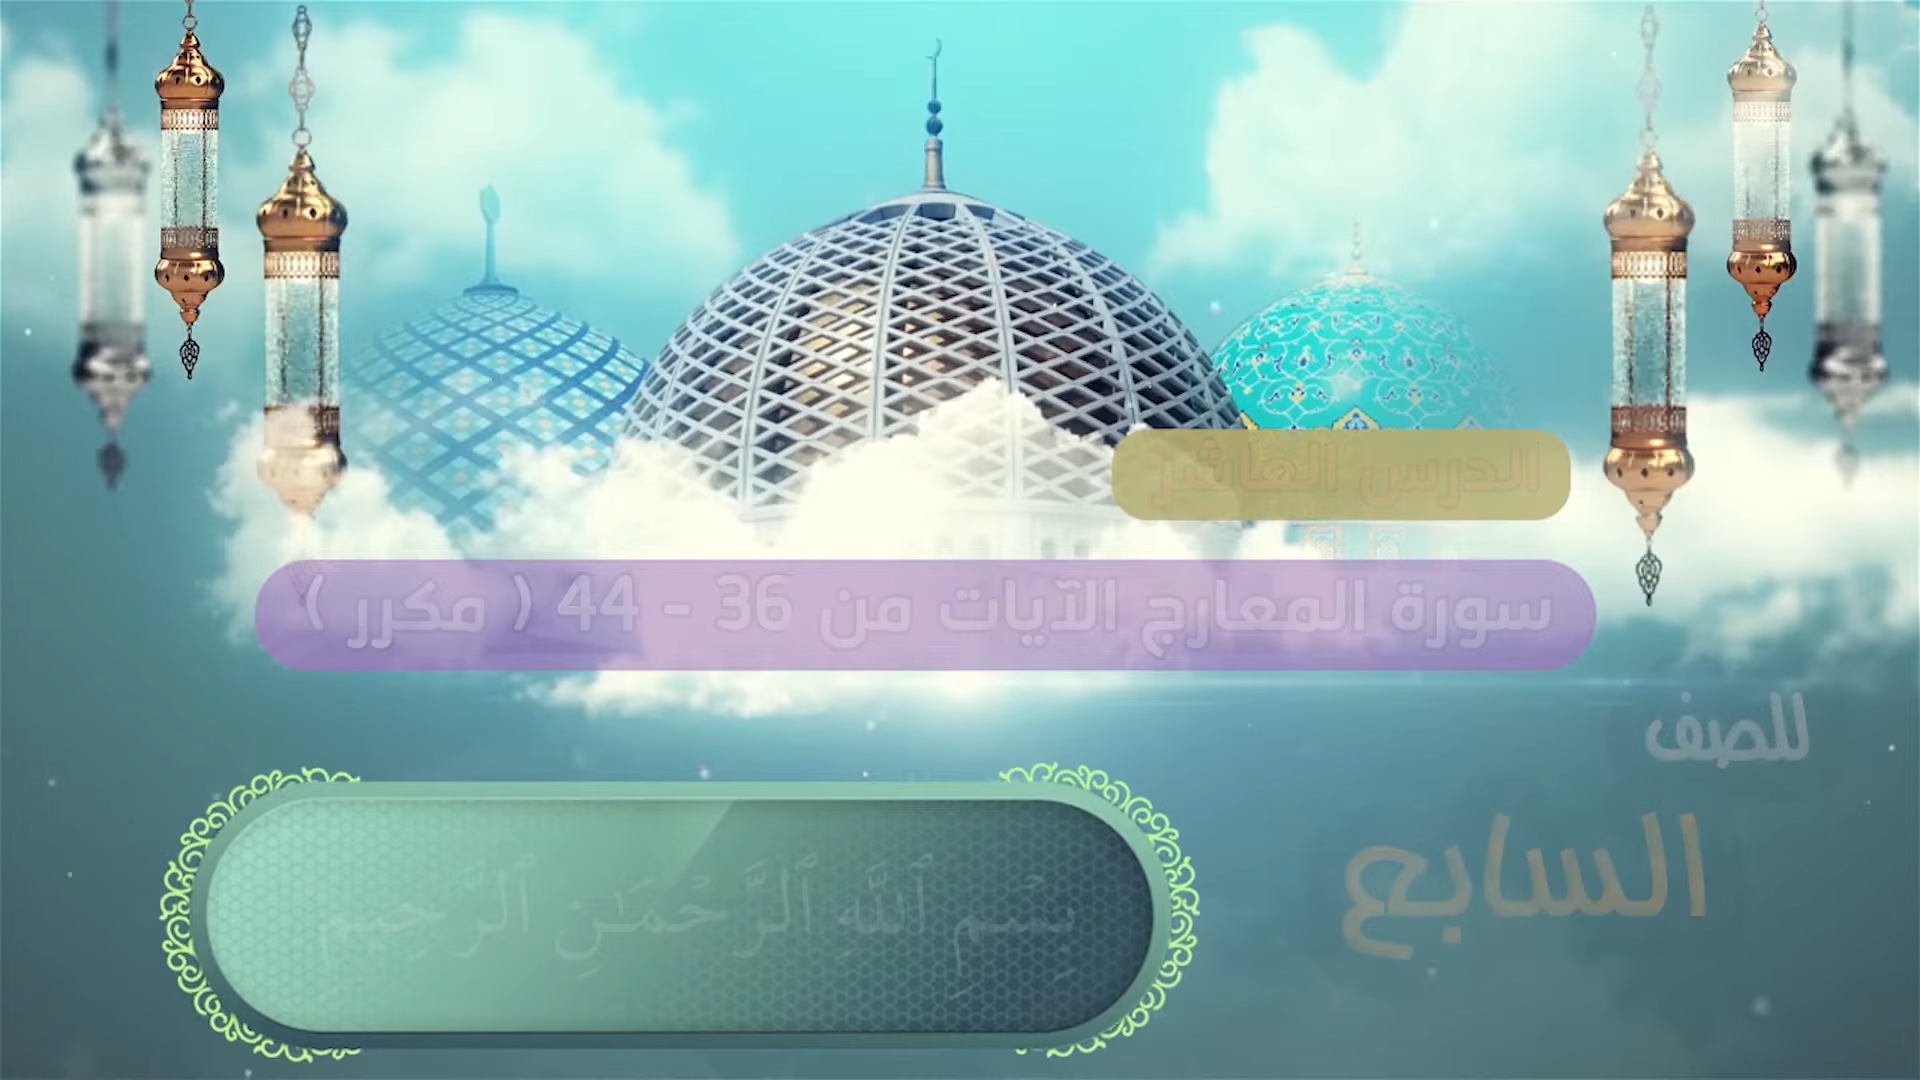 الدرس العاشر
سورة المعارج الآيات من 36 - 44 ( مكرر )
للصف
السابع
بِسْمِ ٱللَّهِ ٱلرَّحْمَـٰنِ ٱلرَّحِيمِ